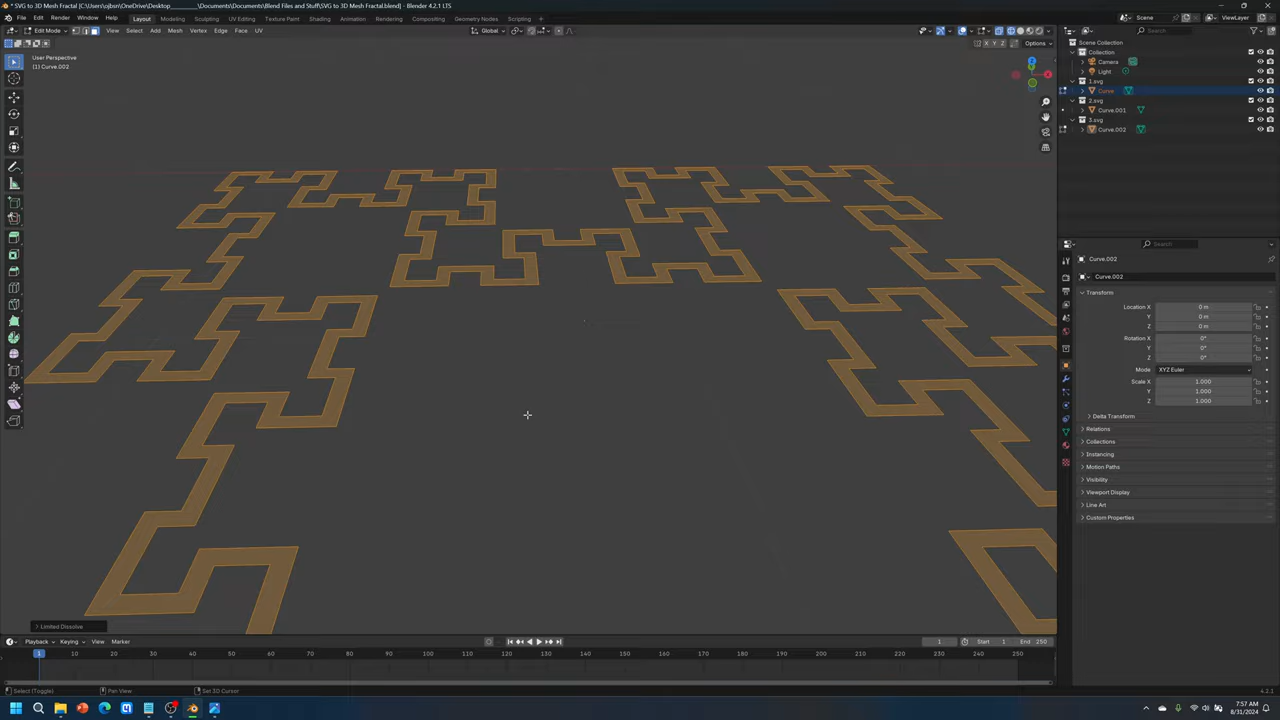 * SVG to 3D Mesh Fractal [C:\Users\ojbsn\OneDrive\Desktop________\Documents\Documents\Blend Files and Stuff\SVG to 3D Mesh Fractal.blend] - Blender 4.2.1 LTS
File Edit Render Window Help Layout Modeling Sculpting UV Editing Texture Paint Shading Animation Rendering Compositing Geometry Nodes Scripting + Scene ViewLayer
Edit Mode View Select Add Mesh Vertex Edge Face UV Global Search
X Y Z Options
Scene Collection
User Perspective
(1) Curve.002
Collection
Camera
Light
1.svg
Curve
2.svg
Curve.001
3.svg
Curve.002
Search
Curve.002
Curve.002
Transform
Location X 0 m
Y 0 m
Z 0 m
Rotation X 0°
Y 0°
Z 0°
Mode XYZ Euler
Scale X 1.000
Y 1.000
Z 1.000
Delta Transform
Relations
Collections
Instancing
Motion Paths
Visibility
Viewport Display
Line Art
Custom Properties
Limited Dissolve
Playback Keying View Marker 1 Start 1 End 250
1 10 20 30 40 50 60 70 80 90 100 110 120 130 140 150 160 170 180 190 200 210 220 230 240 250
Select (Toggle) Pan View Set 3D Cursor 4.2.1
7:57 AM
8/31/2024